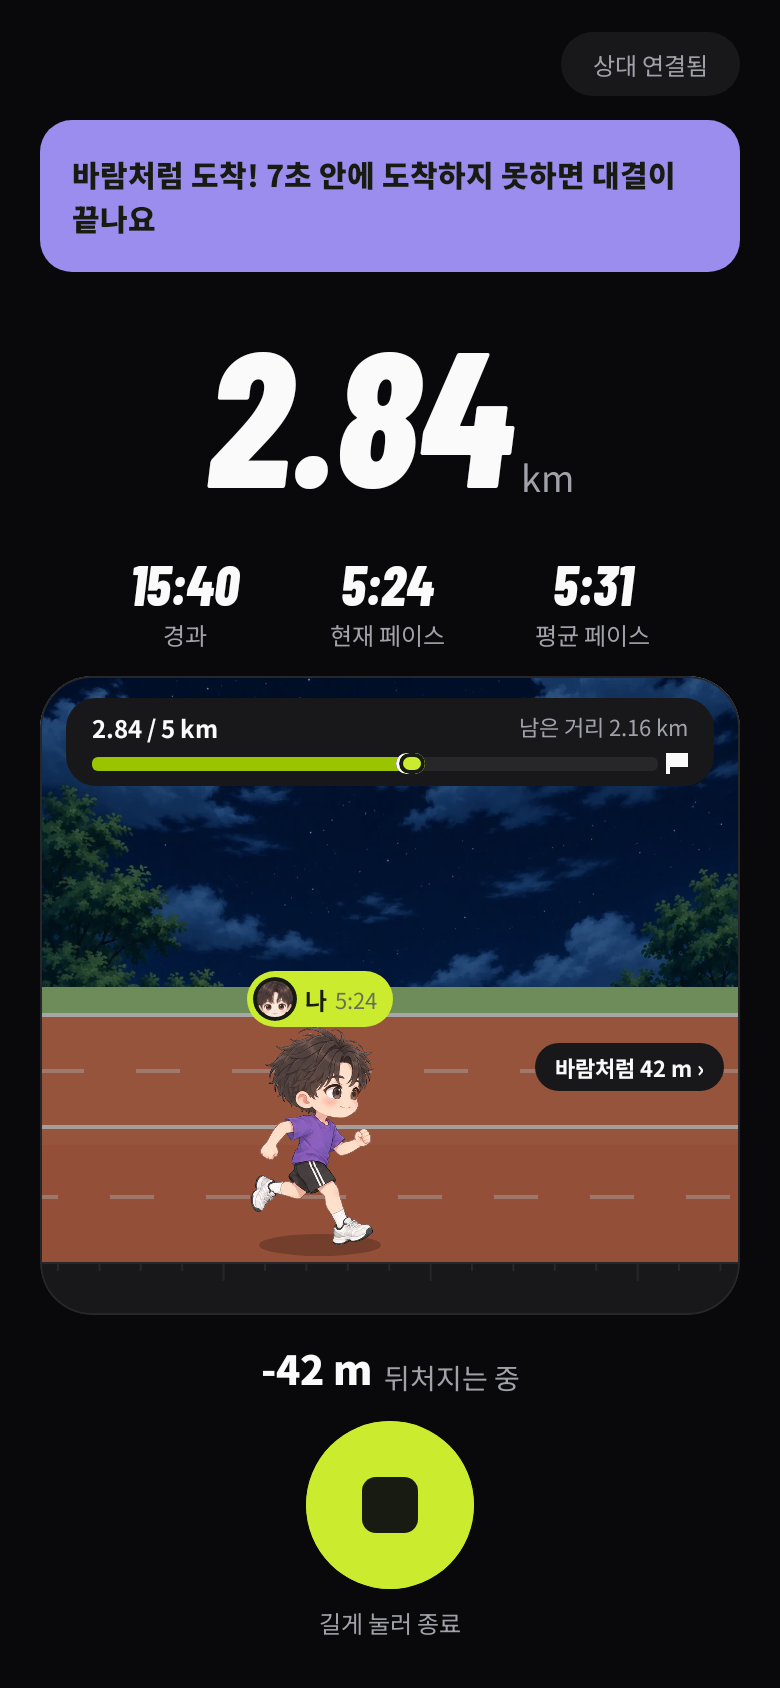 상대 연결됨
바람처럼 도착! 7초 안에 도착하지 못하면 대결이
끝나요
2.84 km
15:40 5:24 5:31
경과 현재 페이스 평균 페이스
2.84 / 5 km 남은 거리 2.16 km
나 5:24
바람처럼 42 m ›
-42 m 뒤처지는 중
길게 눌러 종료